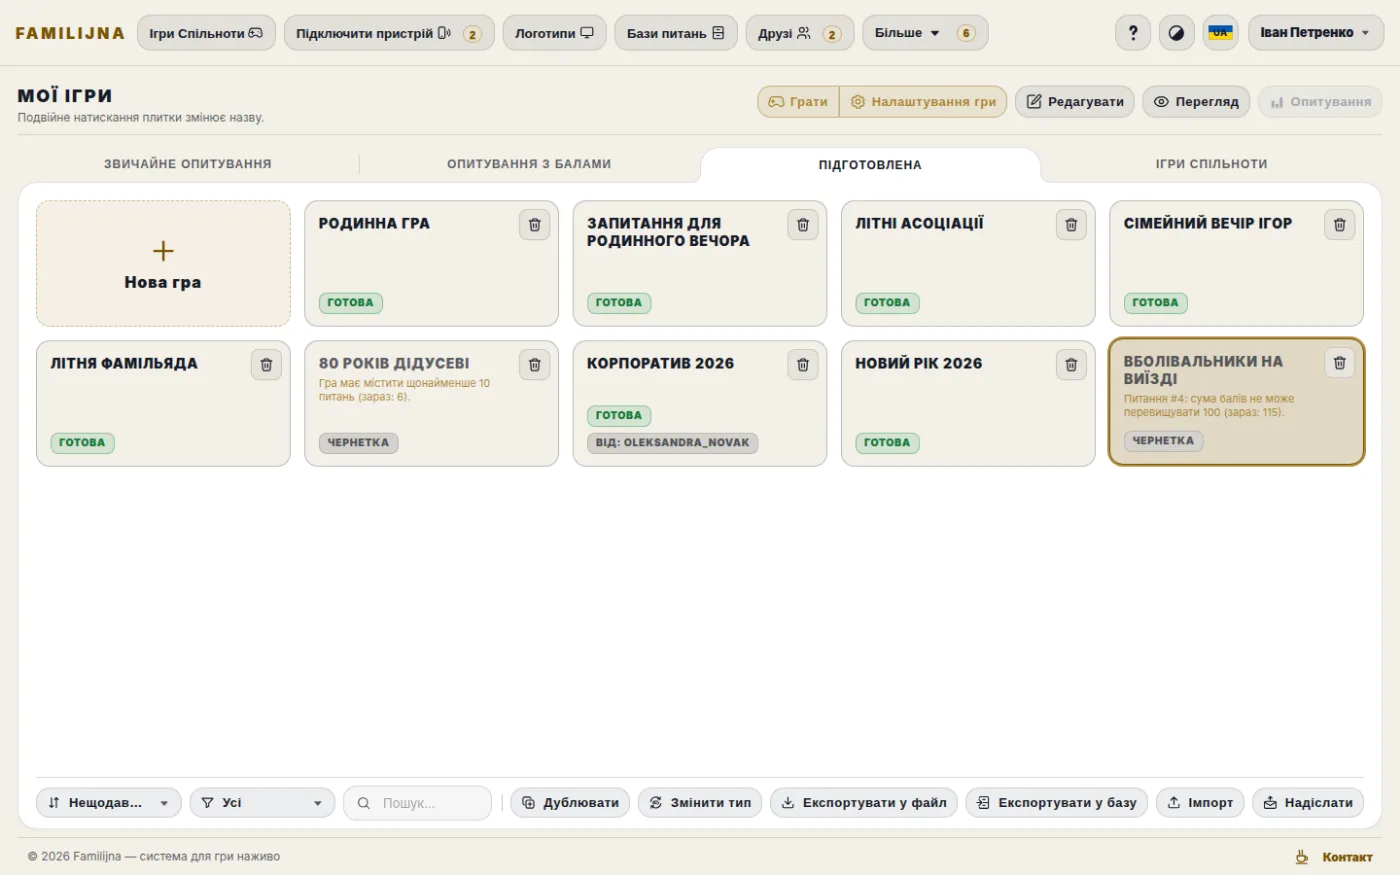 FAMILIJNA
Ігри Спільноти
Підключити пристрій 2
Логотипи
Бази питань
Друзі 2
Більше 6
?
UA
Іван Петренко
МОЇ ІГРИ
Подвійне натискання плитки змінює назву.
Грати
Налаштування гри
Редагувати
Перегляд
Опитування
ЗВИЧАЙНЕ ОПИТУВАННЯ
ОПИТУВАННЯ З БАЛАМИ
ПІДГОТОВЛЕНА
ІГРИ СПІЛЬНОТИ
Нова гра
РОДИННА ГРА
ГОТОВА
ЗАПИТАННЯ ДЛЯ
РОДИННОГО ВЕЧОРА
ГОТОВА
ЛІТНІ АСОЦІАЦІЇ
ГОТОВА
СІМЕЙНИЙ ВЕЧІР ІГОР
ГОТОВА
ЛІТНЯ ФАМІЛЬЯДА
ГОТОВА
80 РОКІВ ДІДУСЕВІ
Гра має містити щонайменше 10
питань (зараз: 6).
ЧЕРНЕТКА
КОРПОРАТИВ 2026
ГОТОВА
ВІД: OLEKSANDRA_NOVAK
НОВИЙ РІК 2026
ГОТОВА
ВБОЛІВАЛЬНИКИ НА
ВИЇЗДІ
Питання #4: сума балів не може
перевищувати 100 (зараз: 115).
ЧЕРНЕТКА
Нещодав...
Усі
Пошук...
Дублювати
Змінити тип
Експортувати у файл
Експортувати у базу
Імпорт
Надіслати
© 2026 Familijna — система для гри наживо
Контакт